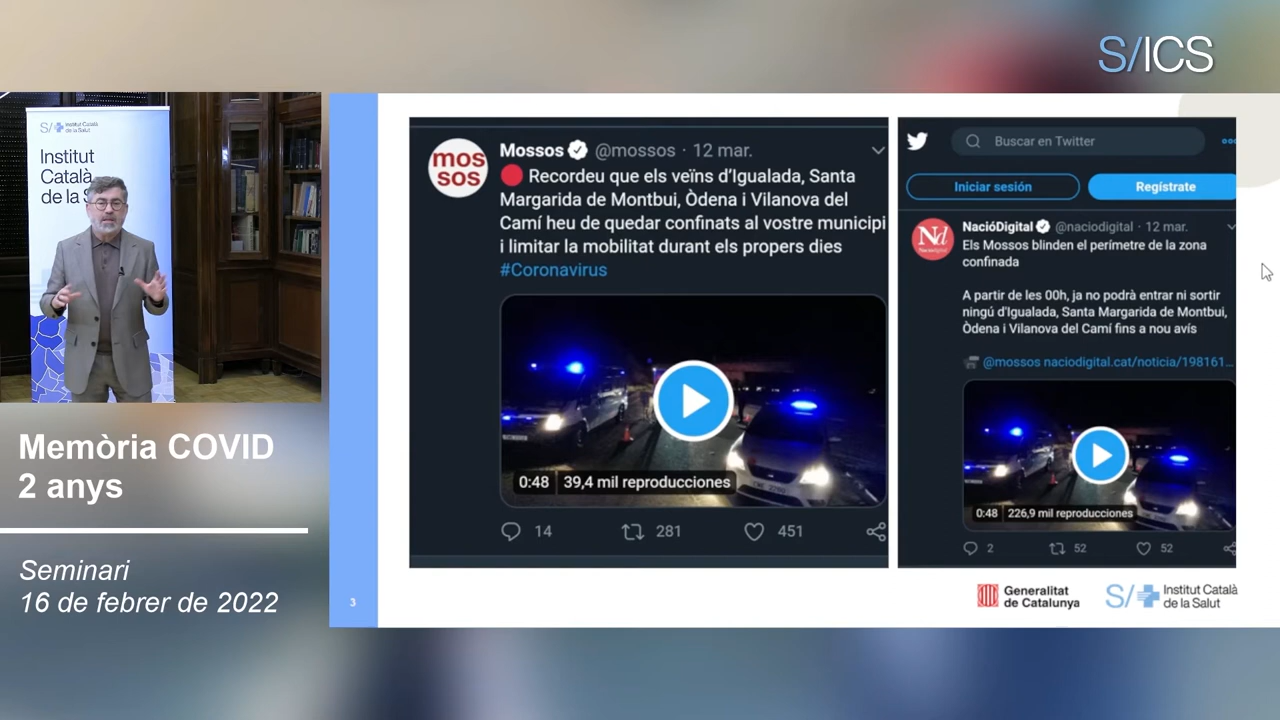 S/ICS
S/ Institut Català
de la Salut
Institut
Català
de la S
Memòria COVID
2 anys
Seminari
16 de febrer de 2022
mos
sos
Mossos @mossos · 12 mar.
Recordeu que els veïns d'Igualada, Santa
Margarida de Montbui, Òdena i Vilanova del
Camí heu de quedar confinats al vostre municipi
i limitar la mobilitat durant els propers dies
#Coronavirus
0:48 39,4 mil reproducciones
14 281 451
Buscar en Twitter
Iniciar sesión Regístrate
Nd
NacióDigital @naciodigital · 12 mar.
Els Mossos blinden el perímetre de la zona
confinada
A partir de les 00h, ja no podrà entrar ni sortir
ningú d'Igualada, Santa Margarida de Montbui,
Òdena i Vilanova del Camí fins a nou avís
@mossos naciodigital.cat/noticia/198161...
0:48 226,9 mil reproducciones
2 52 52
3
Generalitat
de Catalunya
S/ Institut Català
de la Salut